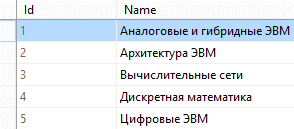 Id Name
1 Аналоговые и гибридные ЭВМ
2 Архитектура ЭВМ
3 Вычислительные сети
4 Дискретная математика
5 Цифровые ЭВМ